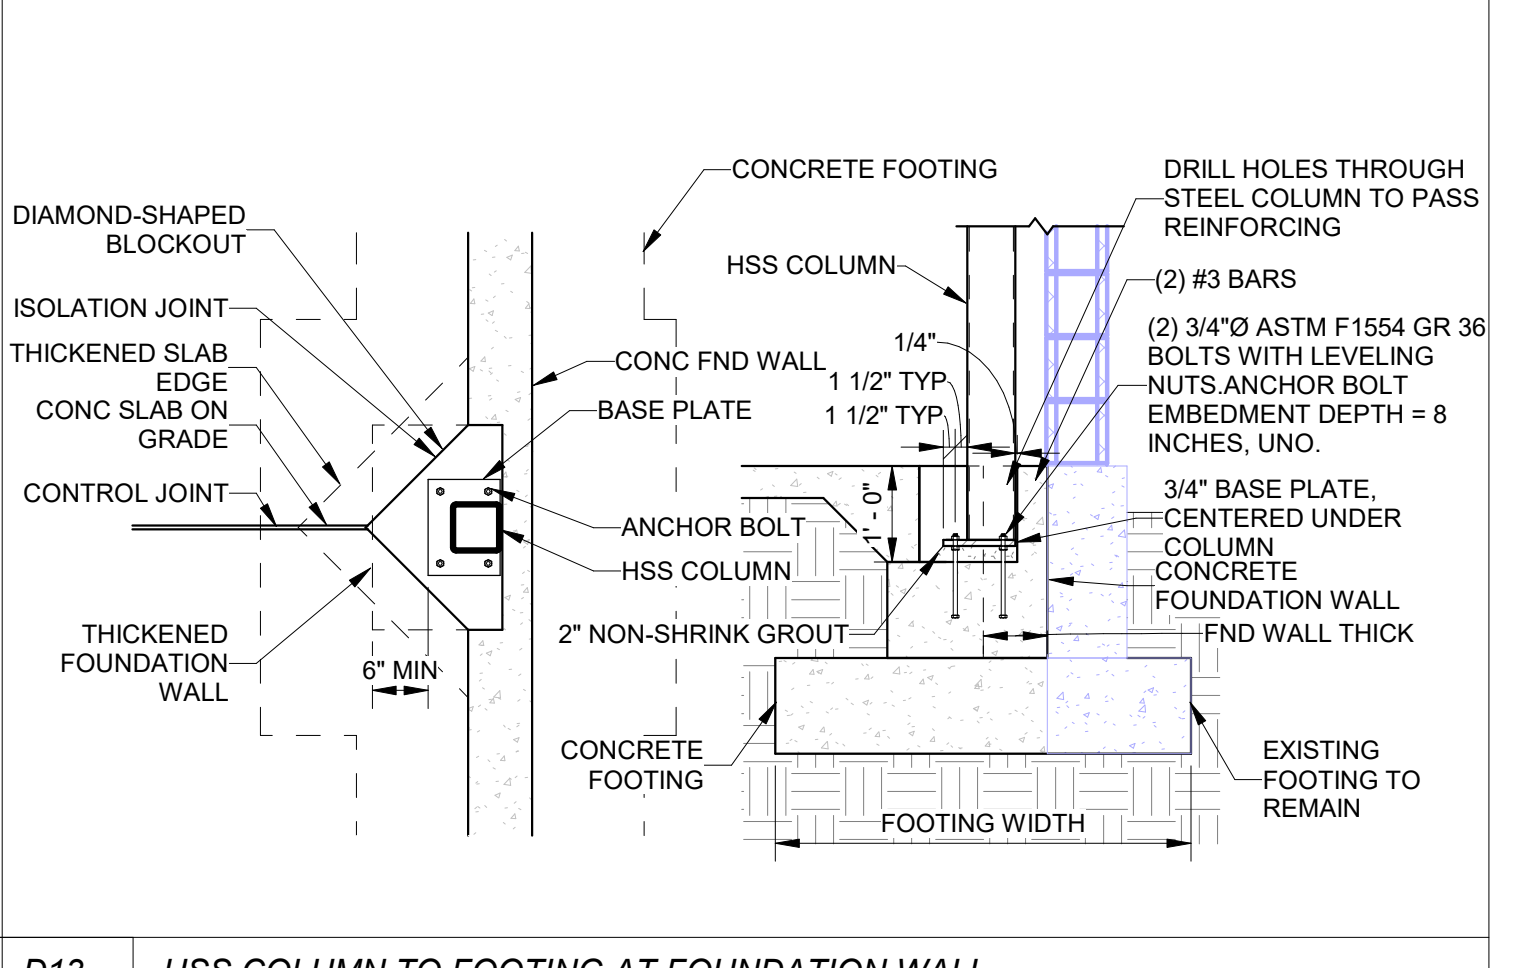 DIAMOND-SHAPED
BLOCKOUT
ISOLATION JOINT
THICKENED SLAB
EDGE
CONC SLAB ON
GRADE
CONTROL JOINT
THICKENED
FOUNDATION
WALL
6" MIN
CONCRETE FOOTING
CONC FND WALL
BASE PLATE
ANCHOR BOLT
HSS COLUMN
HSS COLUMN
1/4"
1 1/2" TYP
1 1/2" TYP
1' - 0"
2" NON-SHRINK GROUT
CONCRETE
FOOTING
FOOTING WIDTH
DRILL HOLES THROUGH
STEEL COLUMN TO PASS
REINFORCING
(2) #3 BARS
(2) 3/4"Ø ASTM F1554 GR 36
BOLTS WITH LEVELING
NUTS.ANCHOR BOLT
EMBEDMENT DEPTH = 8
INCHES, UNO.
3/4" BASE PLATE,
CENTERED UNDER
COLUMN
CONCRETE
FOUNDATION WALL
FND WALL THICK
EXISTING
FOOTING TO
REMAIN
HSS COLUMN TO FOOTING AT FOUNDATION WALL